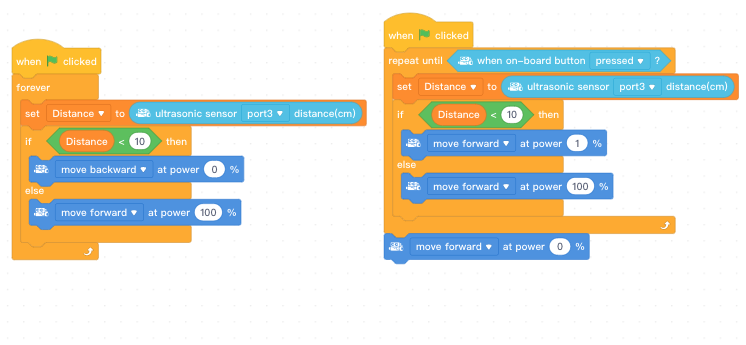 when clicked
forever
set Distance ▾ to ultrasonic sensor port3 ▾ distance(cm)
if Distance < 10 then
move backward ▾ at power 0 %
else
move forward ▾ at power 100 %
when clicked
repeat until when on-board button pressed ▾ ?
set Distance ▾ to ultrasonic sensor port3 ▾ distance(cm)
if Distance < 10 then
move forward ▾ at power 1 %
else
move forward ▾ at power 100 %
move forward ▾ at power 0 %